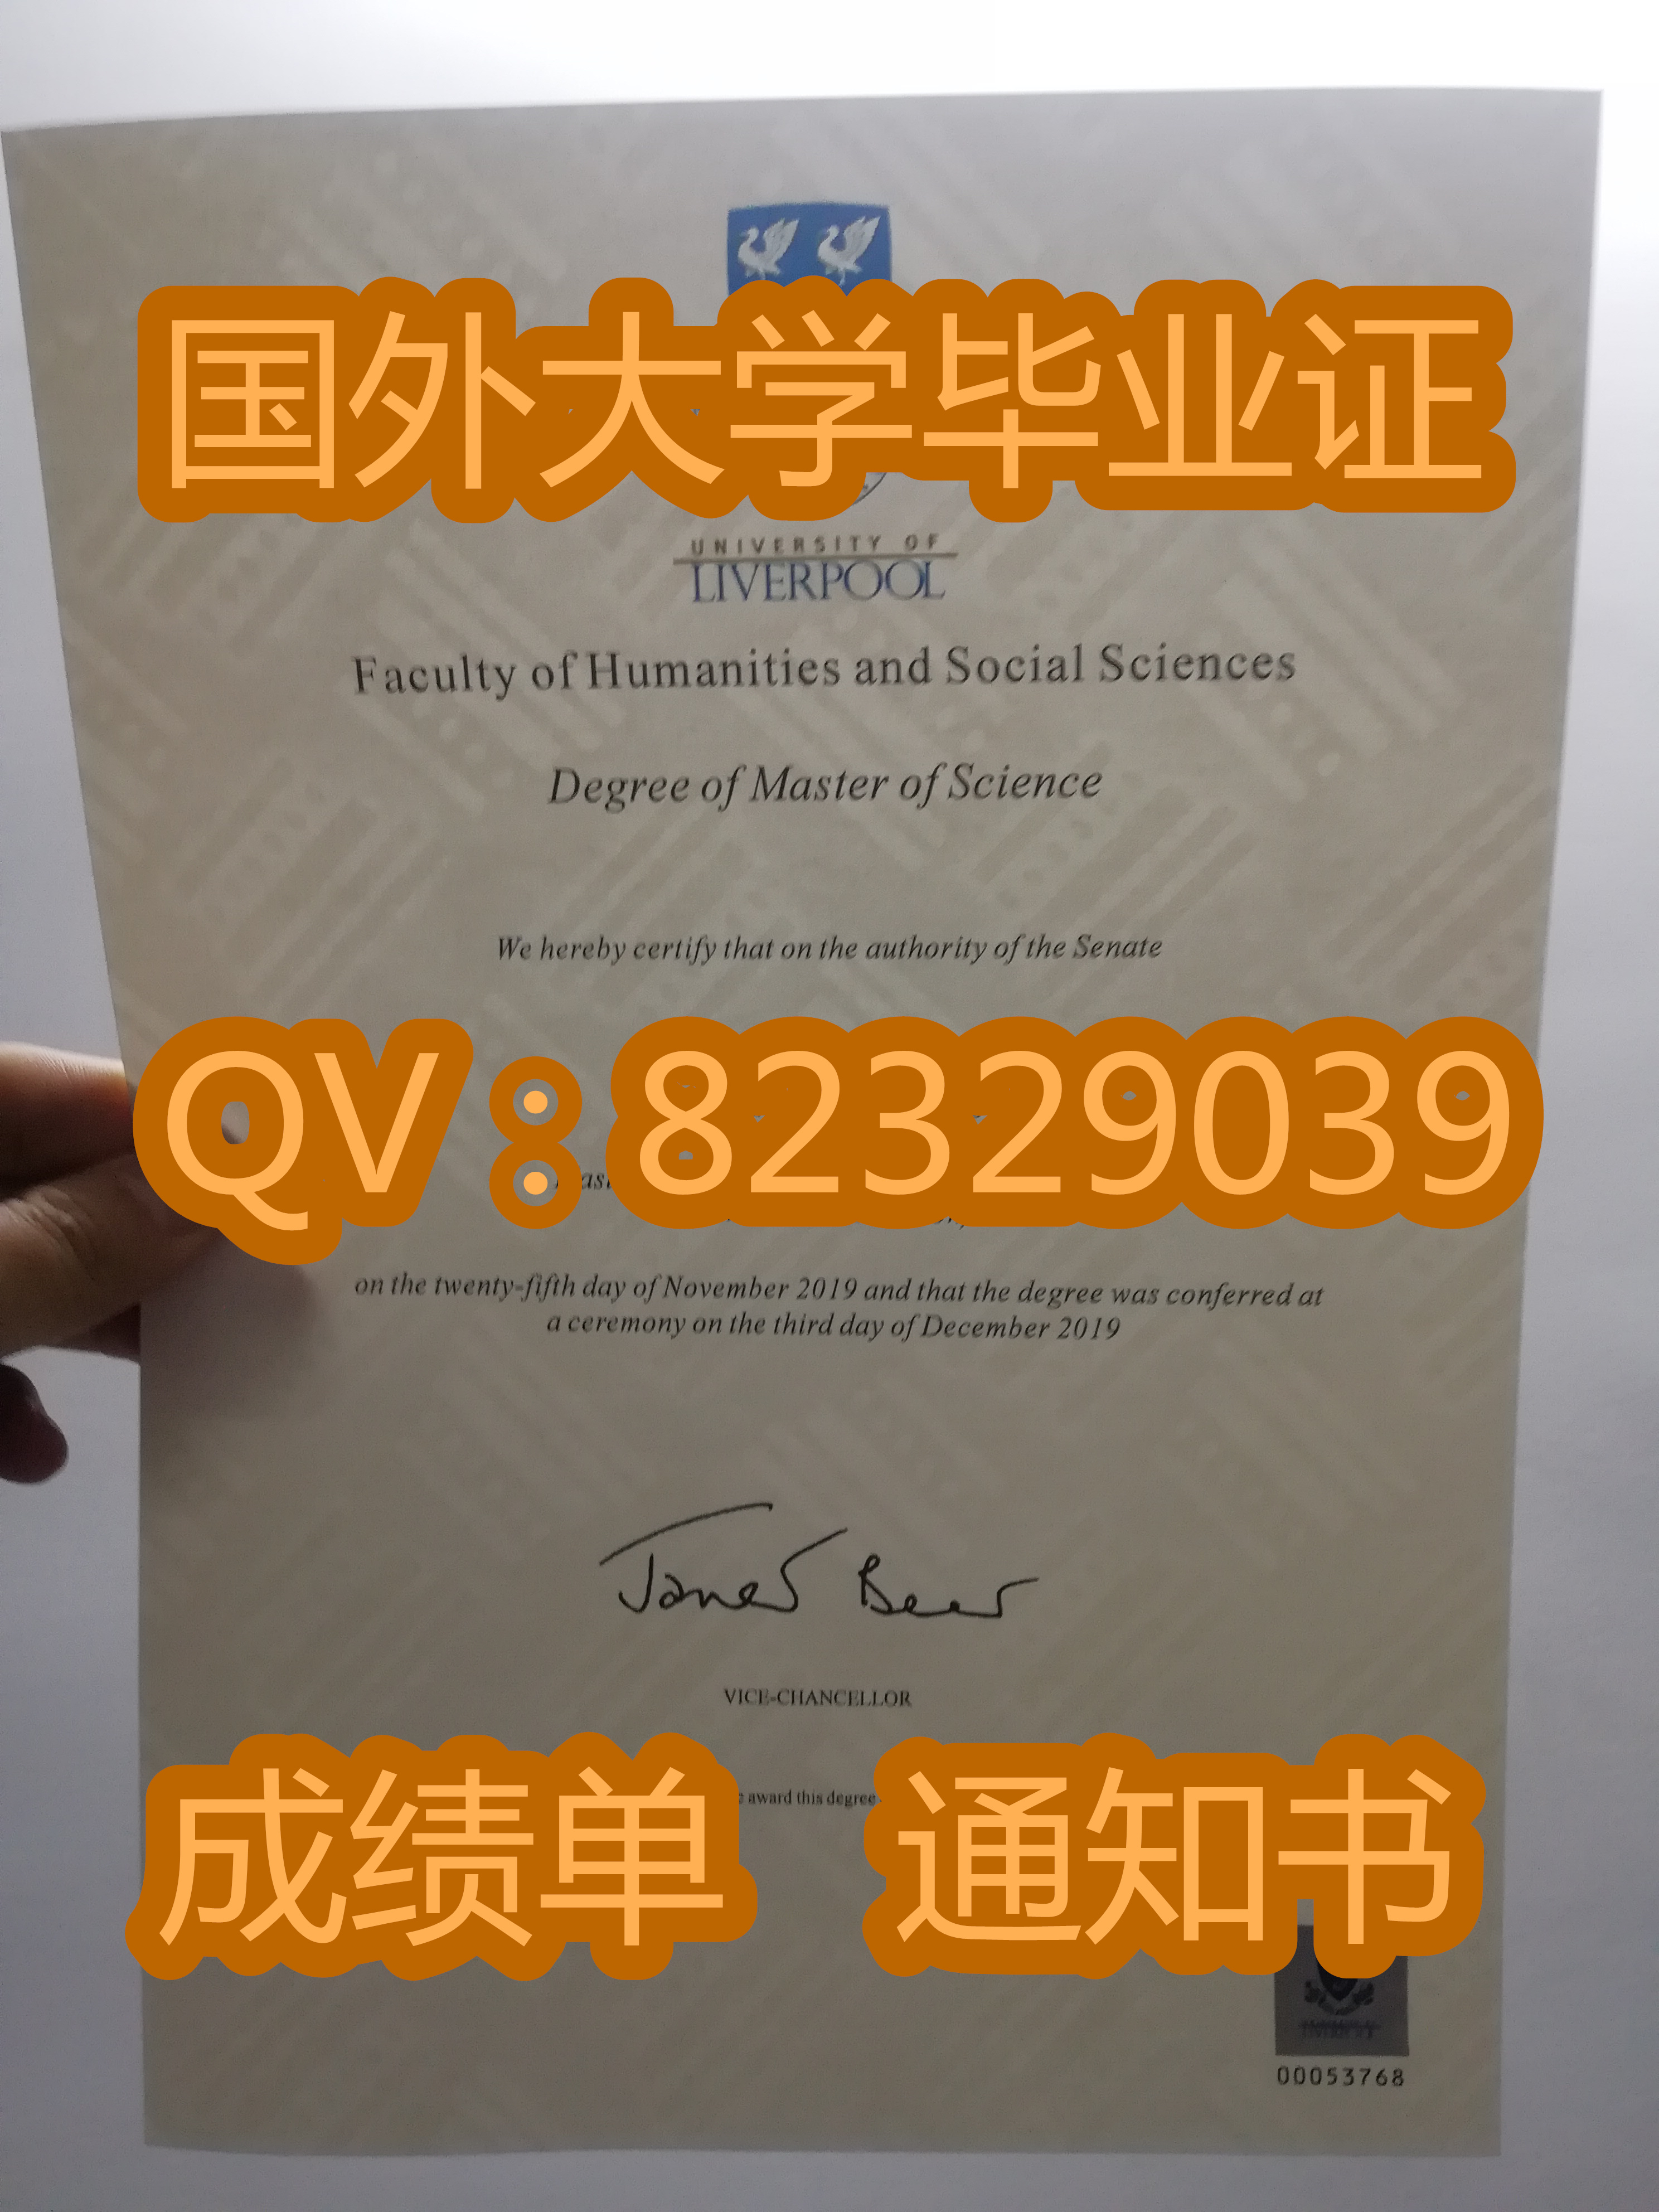 国外大学毕业证
UNIVERSITY OF
LIVERPOOL
Faculty of Humanities and Social Sciences
Degree of Master of Science
We hereby certify that on the authority of the Senate
QV：82329039
on the twenty-fifth day of November 2019 and that the degree was conferred at
a ceremony on the third day of December 2019
Janet Beer
VICE-CHANCELLOR
award this degree
成绩单 通知书
00053768